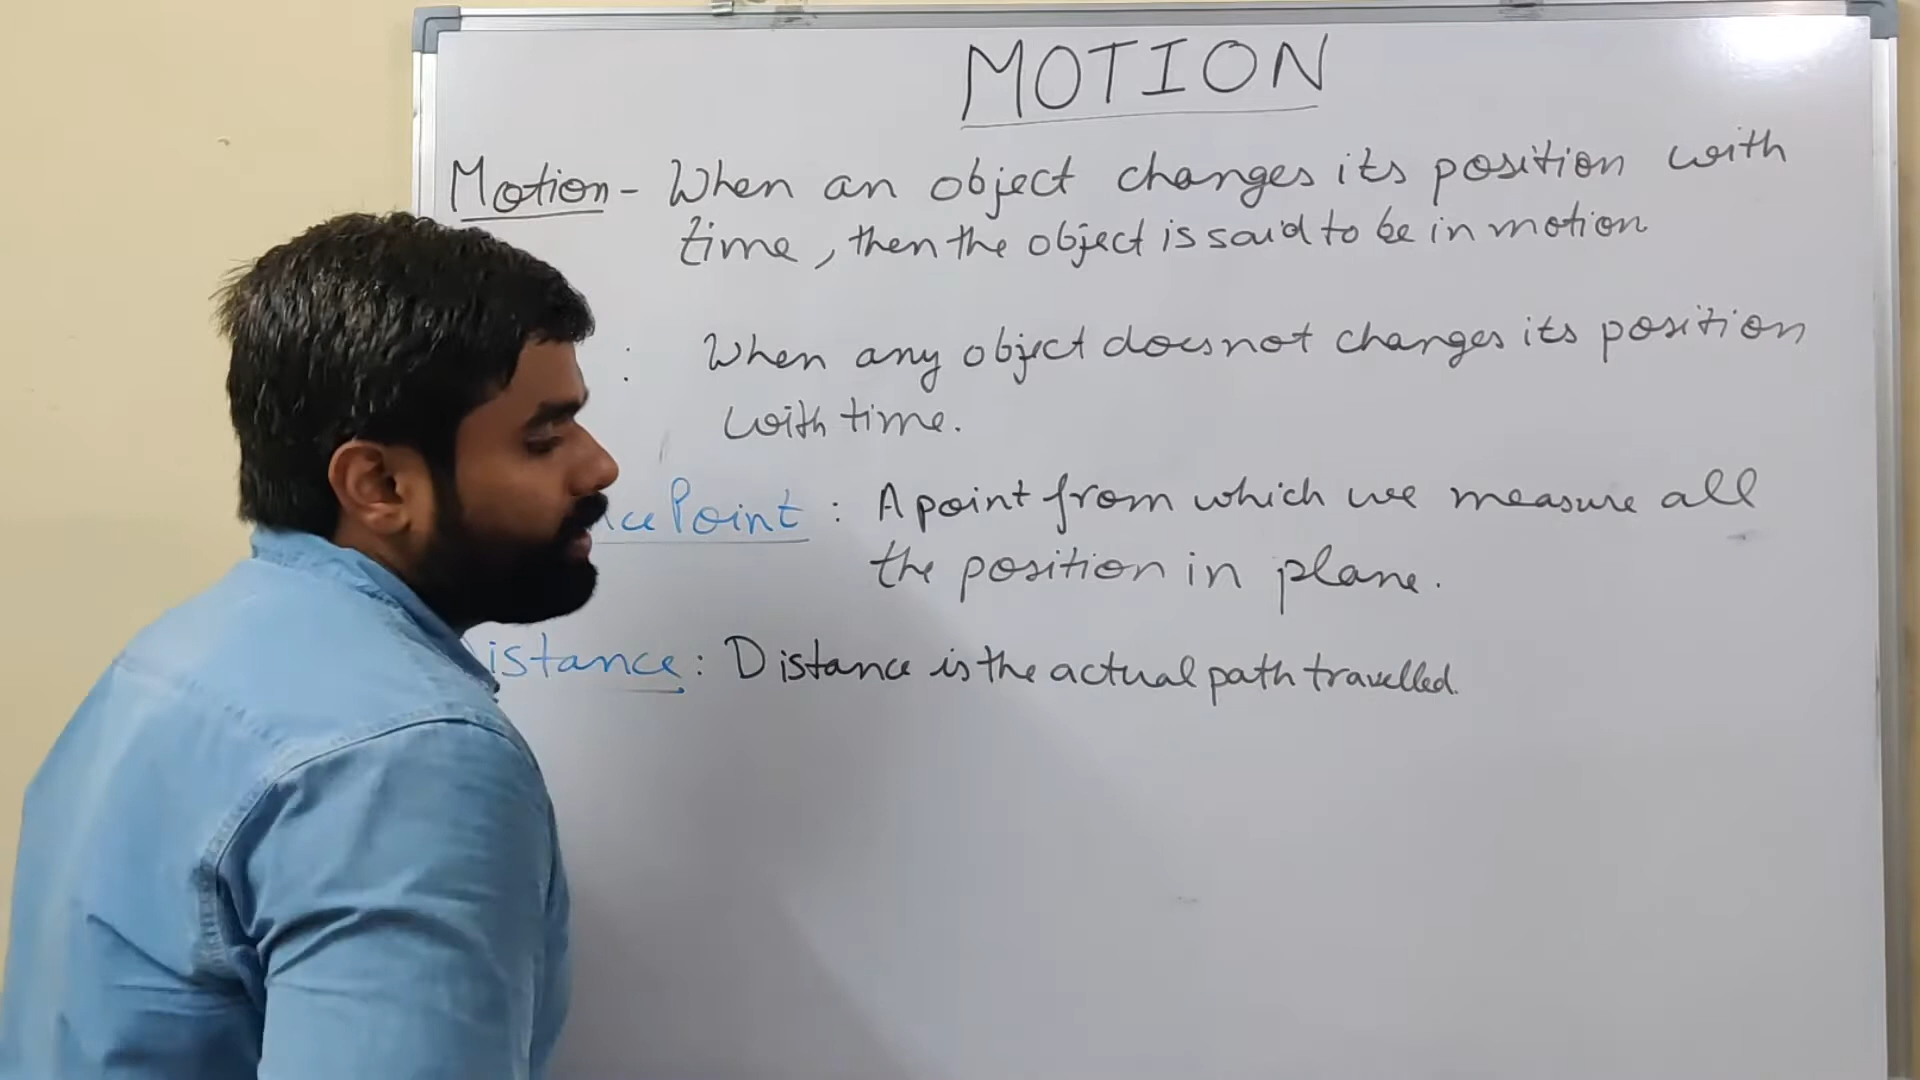 MOTION
Motion - When an object changes its position with
time, then the object is said to be in motion
: When any object does not changes its position
with time.
Point : A point from which we measure all
the position in plane.
istance : Distance is the actual path travelled.